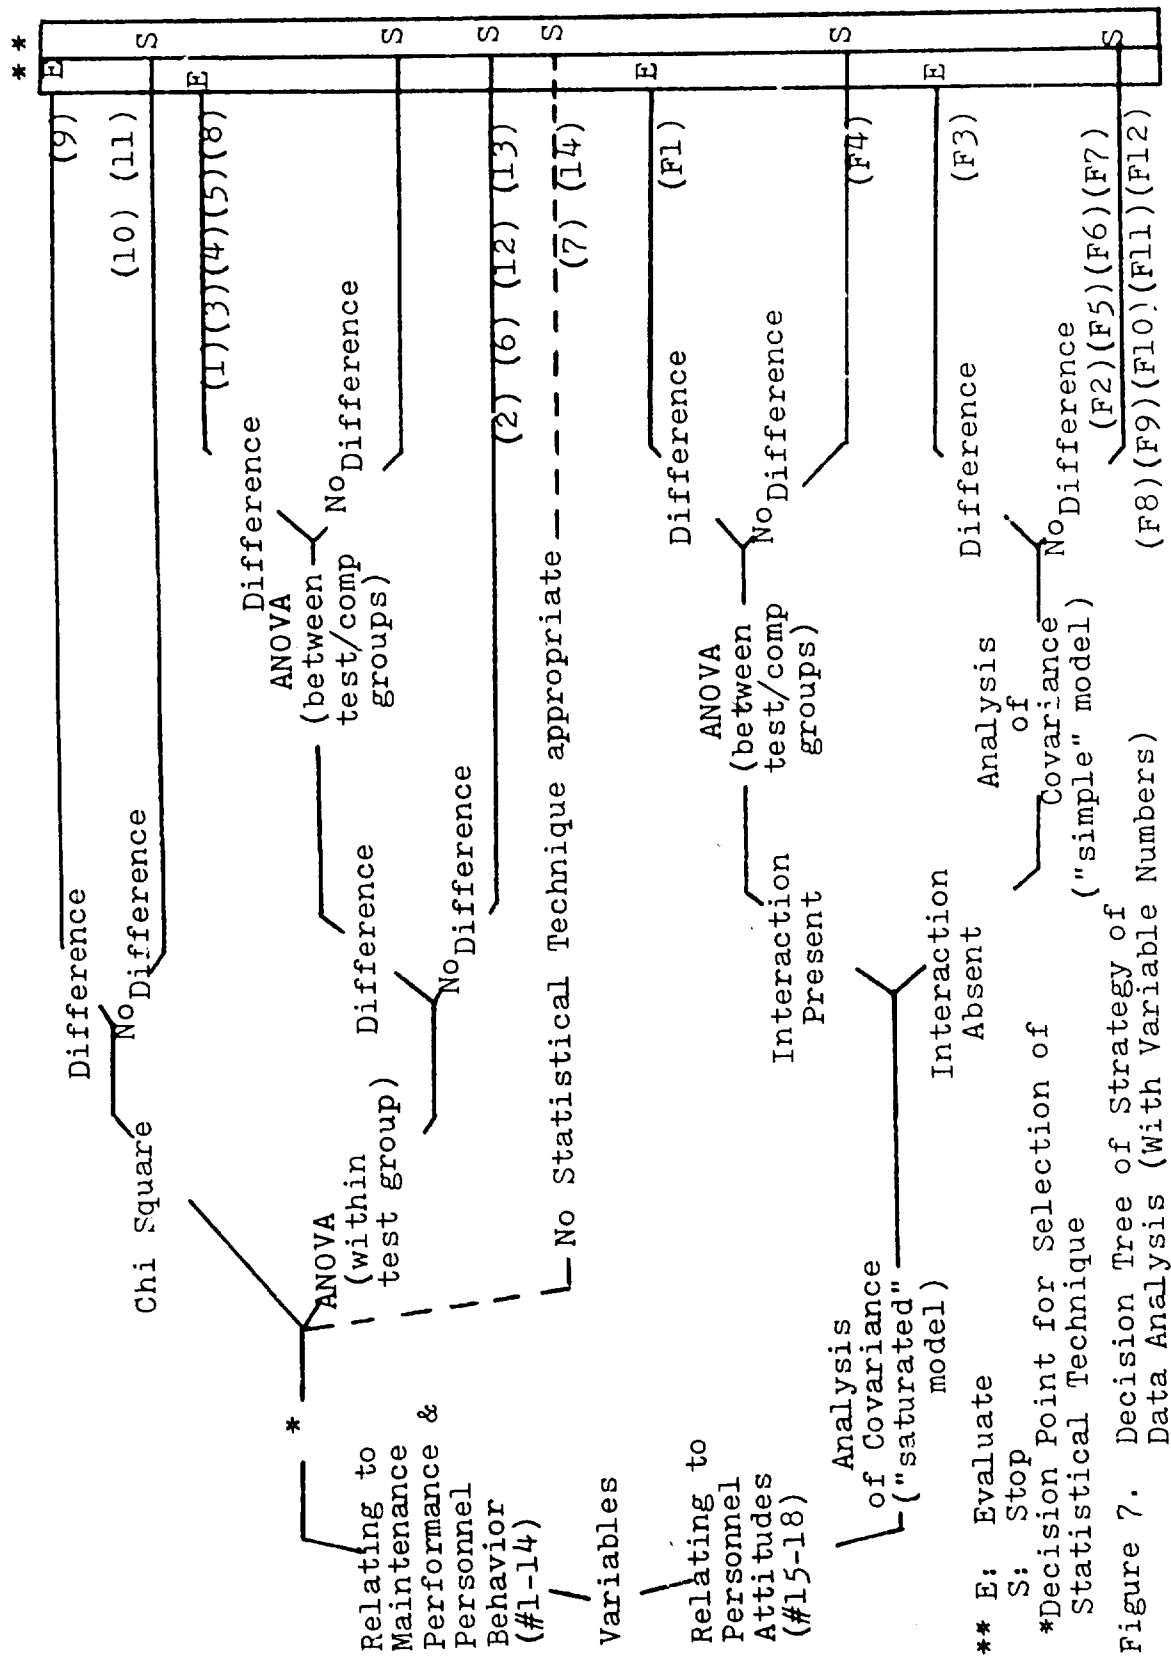 Relating to
Maintenance
Performance &
Personnel
Behavior
(#1-14)
Variables
Relating to
Personnel
Attitudes
(#15-18)
*
Chi Square
ANOVA
(within
test group)
No Statistical Technique appropriate
Analysis
of Covariance
("saturated"
model)
Difference
No Difference
Difference
No Difference
Interaction
Present
Interaction
Absent
ANOVA
(between
test/comp
groups)
Difference
No Difference
ANOVA
(between
test/comp
groups)
Difference
No Difference
Analysis
of
Covariance
("simple" model)
Difference
No Difference
(9)
(10) (11)
(1)(3)(4)(5)(8)
(2) (6) (12) (13)
(7) (14)
(F1)
(F4)
(F3)
(F2)(F5)(F6)(F7)
(F8)(F9)(F10)(F11)(F12)
**
E
S
E
S
S
S
E
S
E
S
** E: Evaluate
S: Stop
*Decision Point for Selection of
Statistical Technique
Figure 7. Decision Tree of Strategy of
Data Analysis (With Variable Numbers)